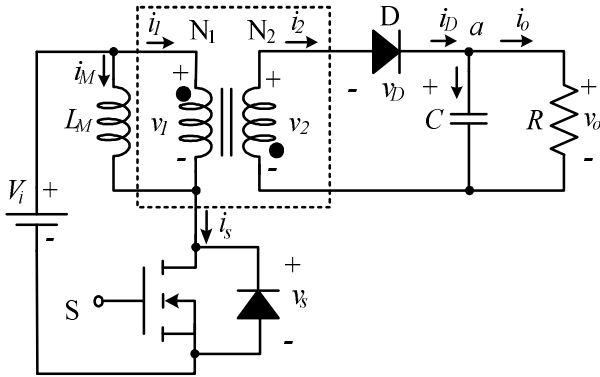 i1 N1 N2 i2 D iD a io
iM + + - vD + +
LM v1 v2 C R vo
- - -
Vi + is
-
S + vs
-